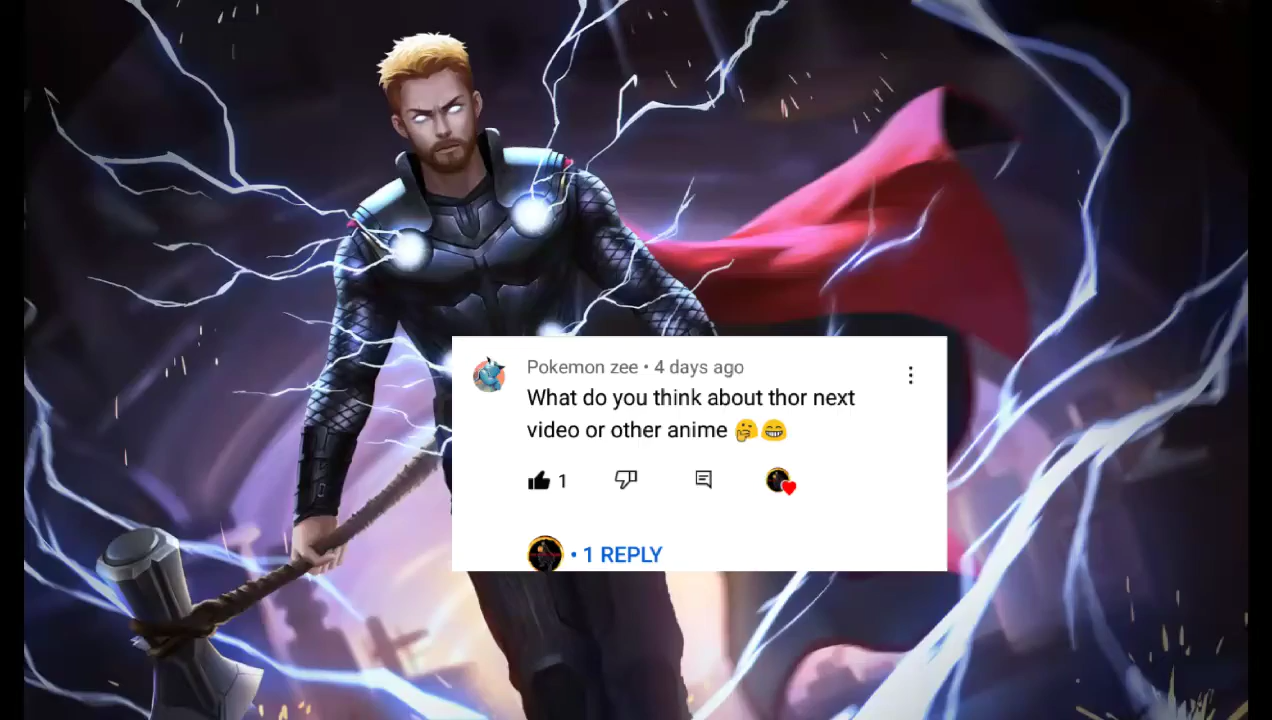 Pokemon zee • 4 days ago
What do you think about thor next
video or other anime 🤔😁
1
• 1 REPLY